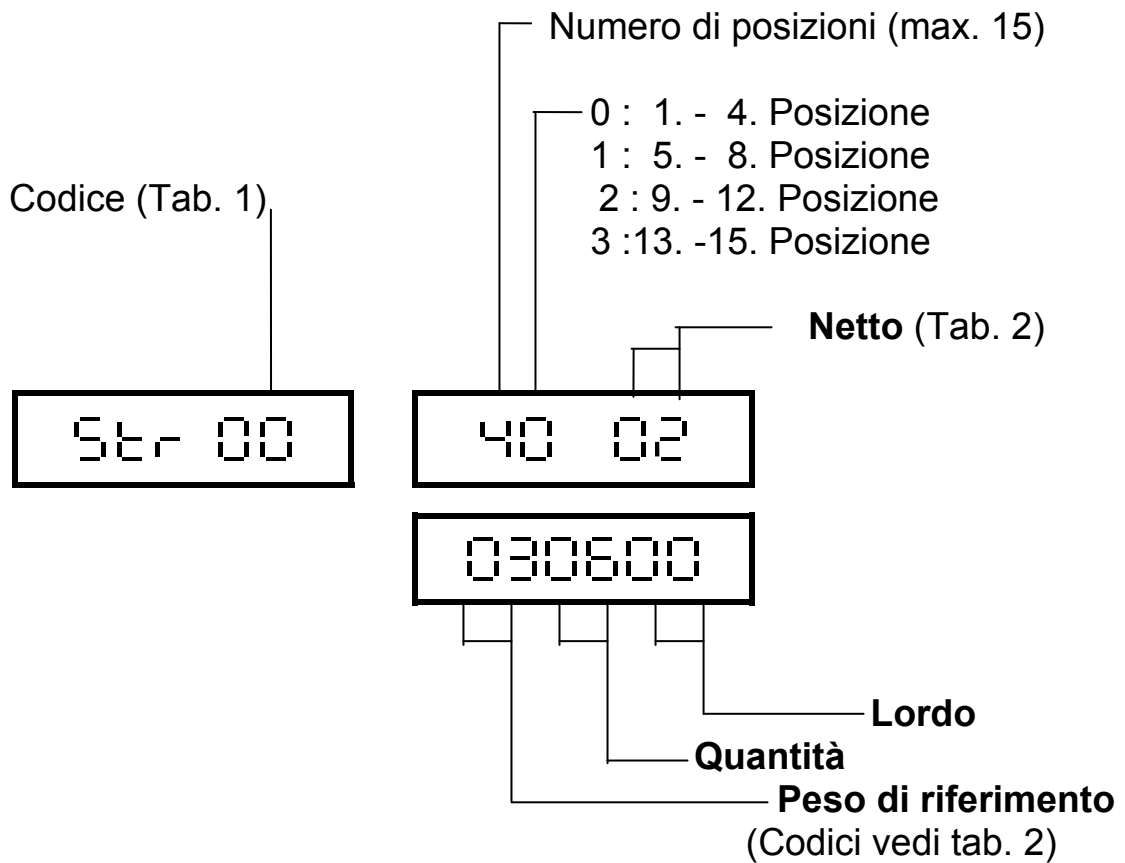 Numero di posizioni (max. 15)
0 : 1. - 4. Posizione
1 : 5. - 8. Posizione
Codice (Tab. 1)
2 : 9. - 12. Posizione
3 :13. -15. Posizione
Netto (Tab. 2)
Str 00
40 02
030600
Lordo
Quantità
Peso di riferimento
(Codici vedi tab. 2)